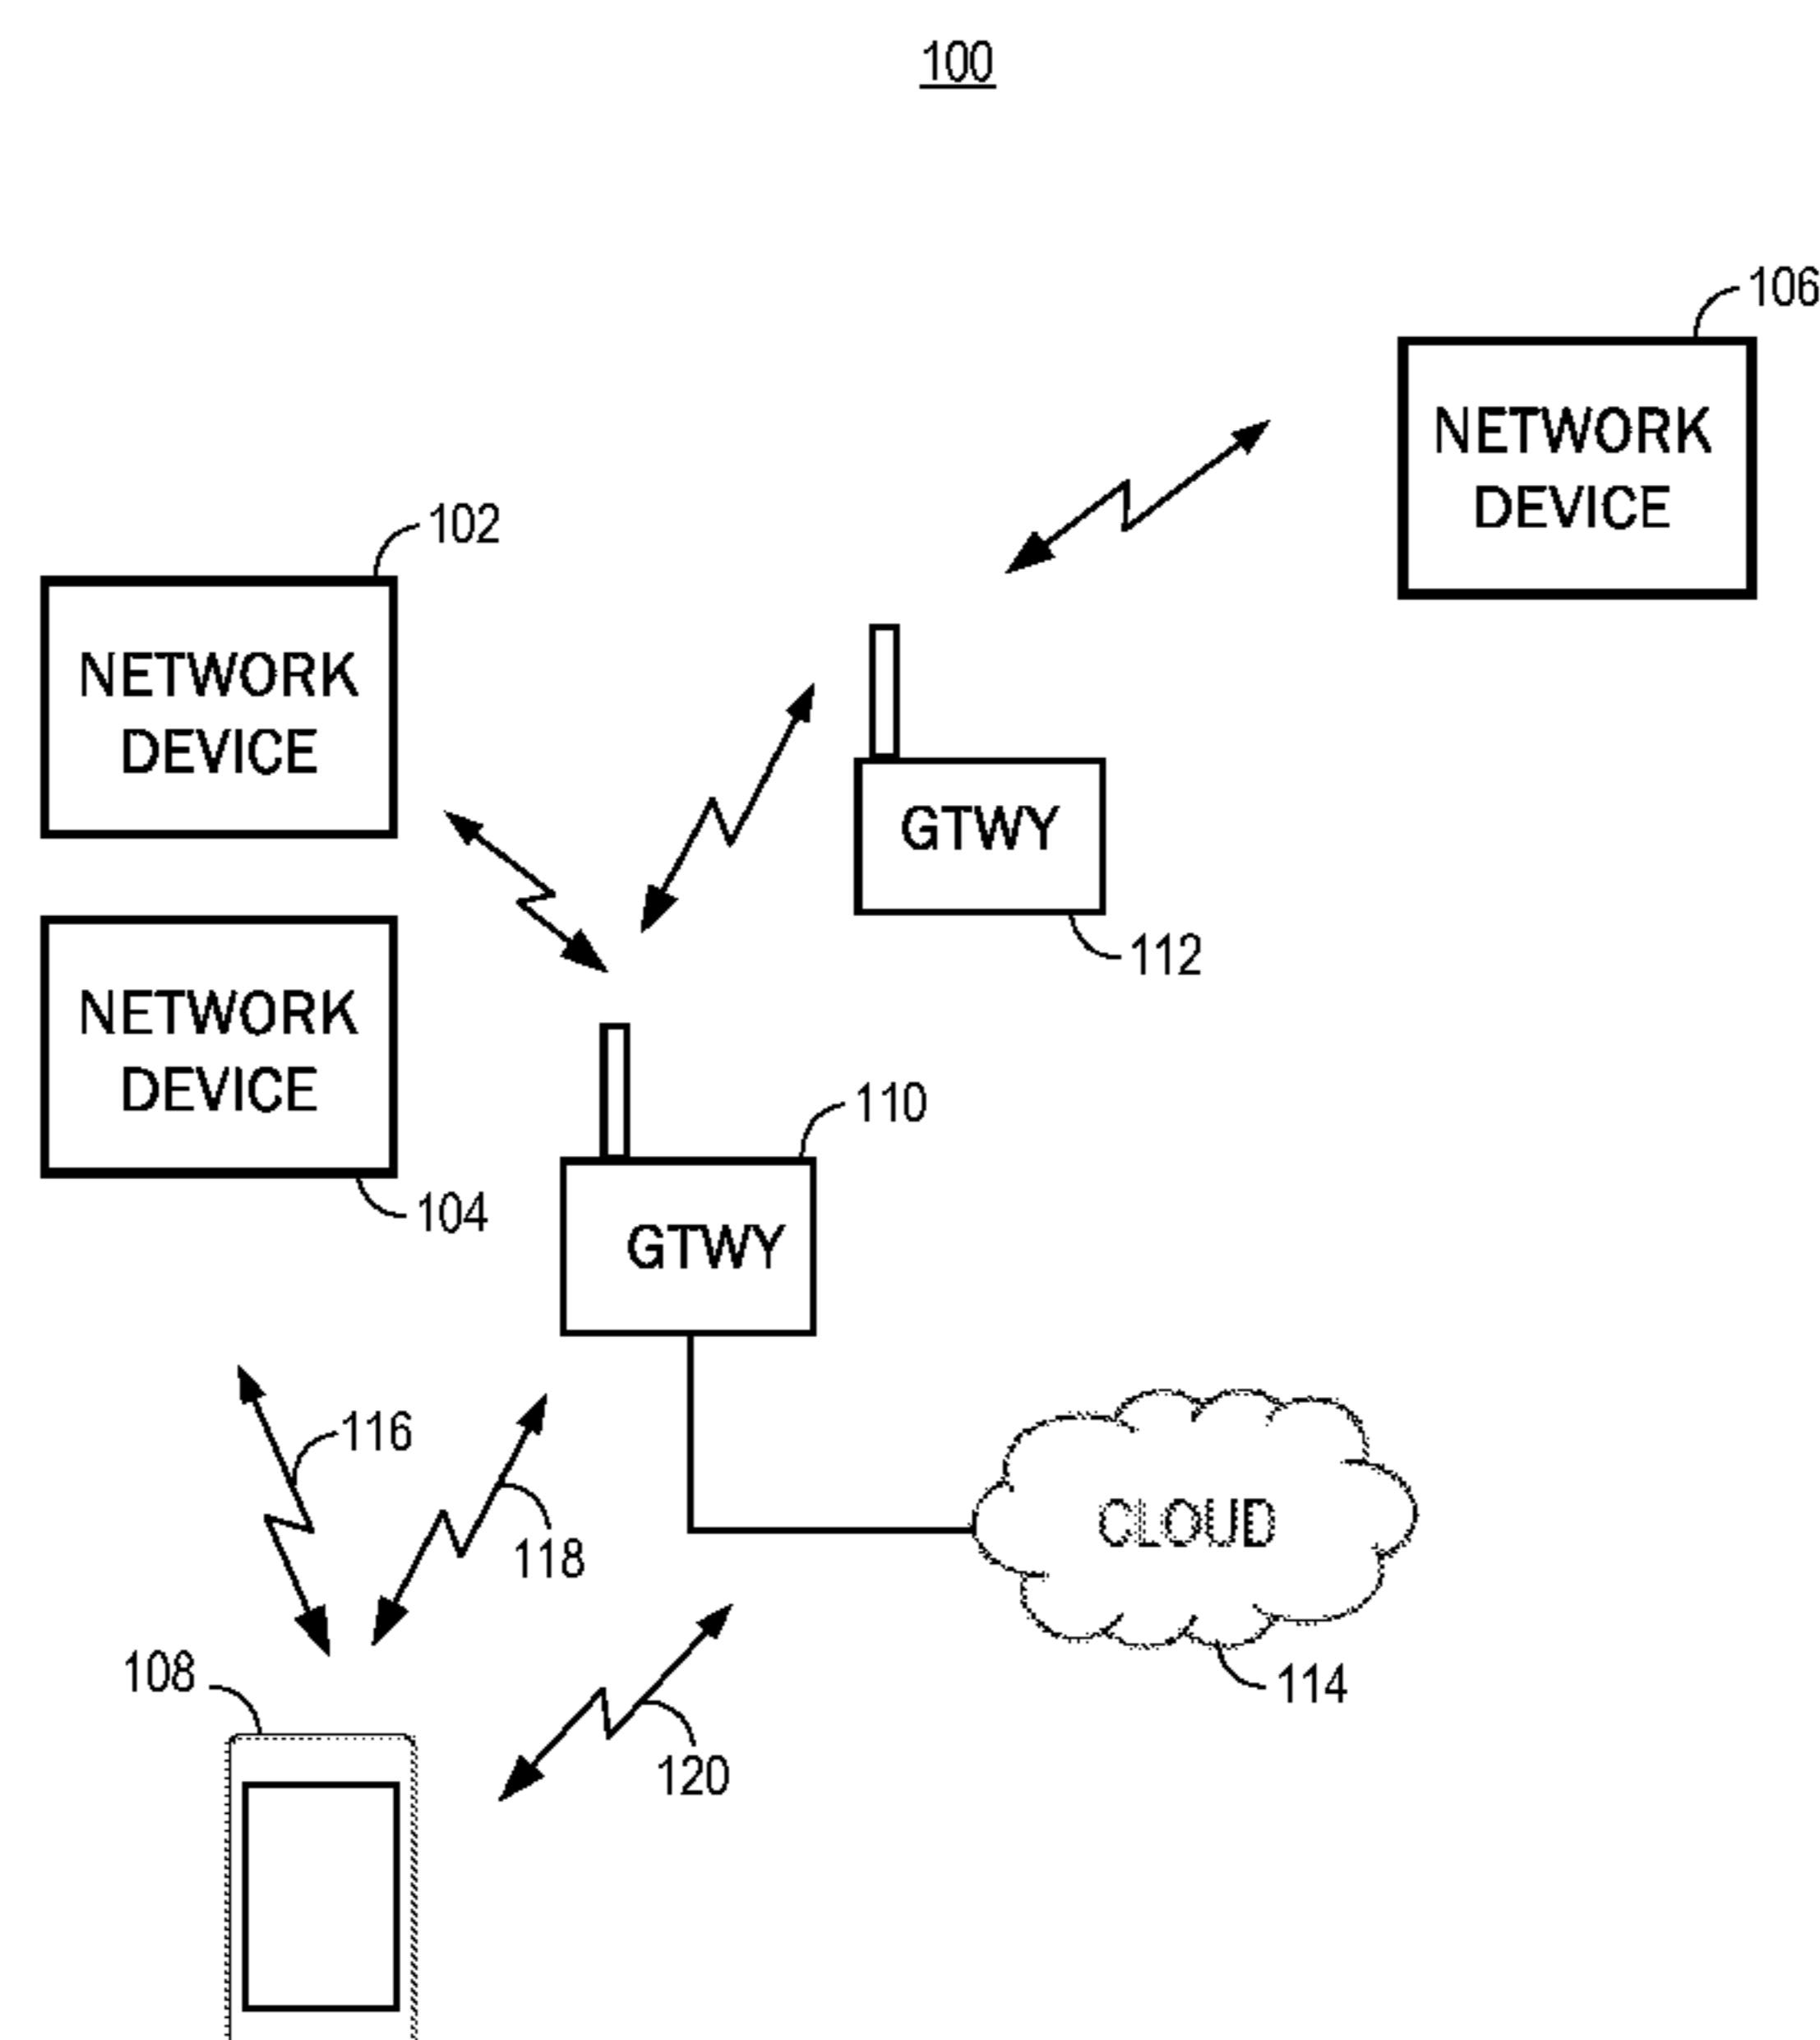 100
106
NETWORK
DEVICE
102
NETWORK
DEVICE
GTWY
112
NETWORK
DEVICE
104
110
GTWY
116
118
CLOUD
114
108
120